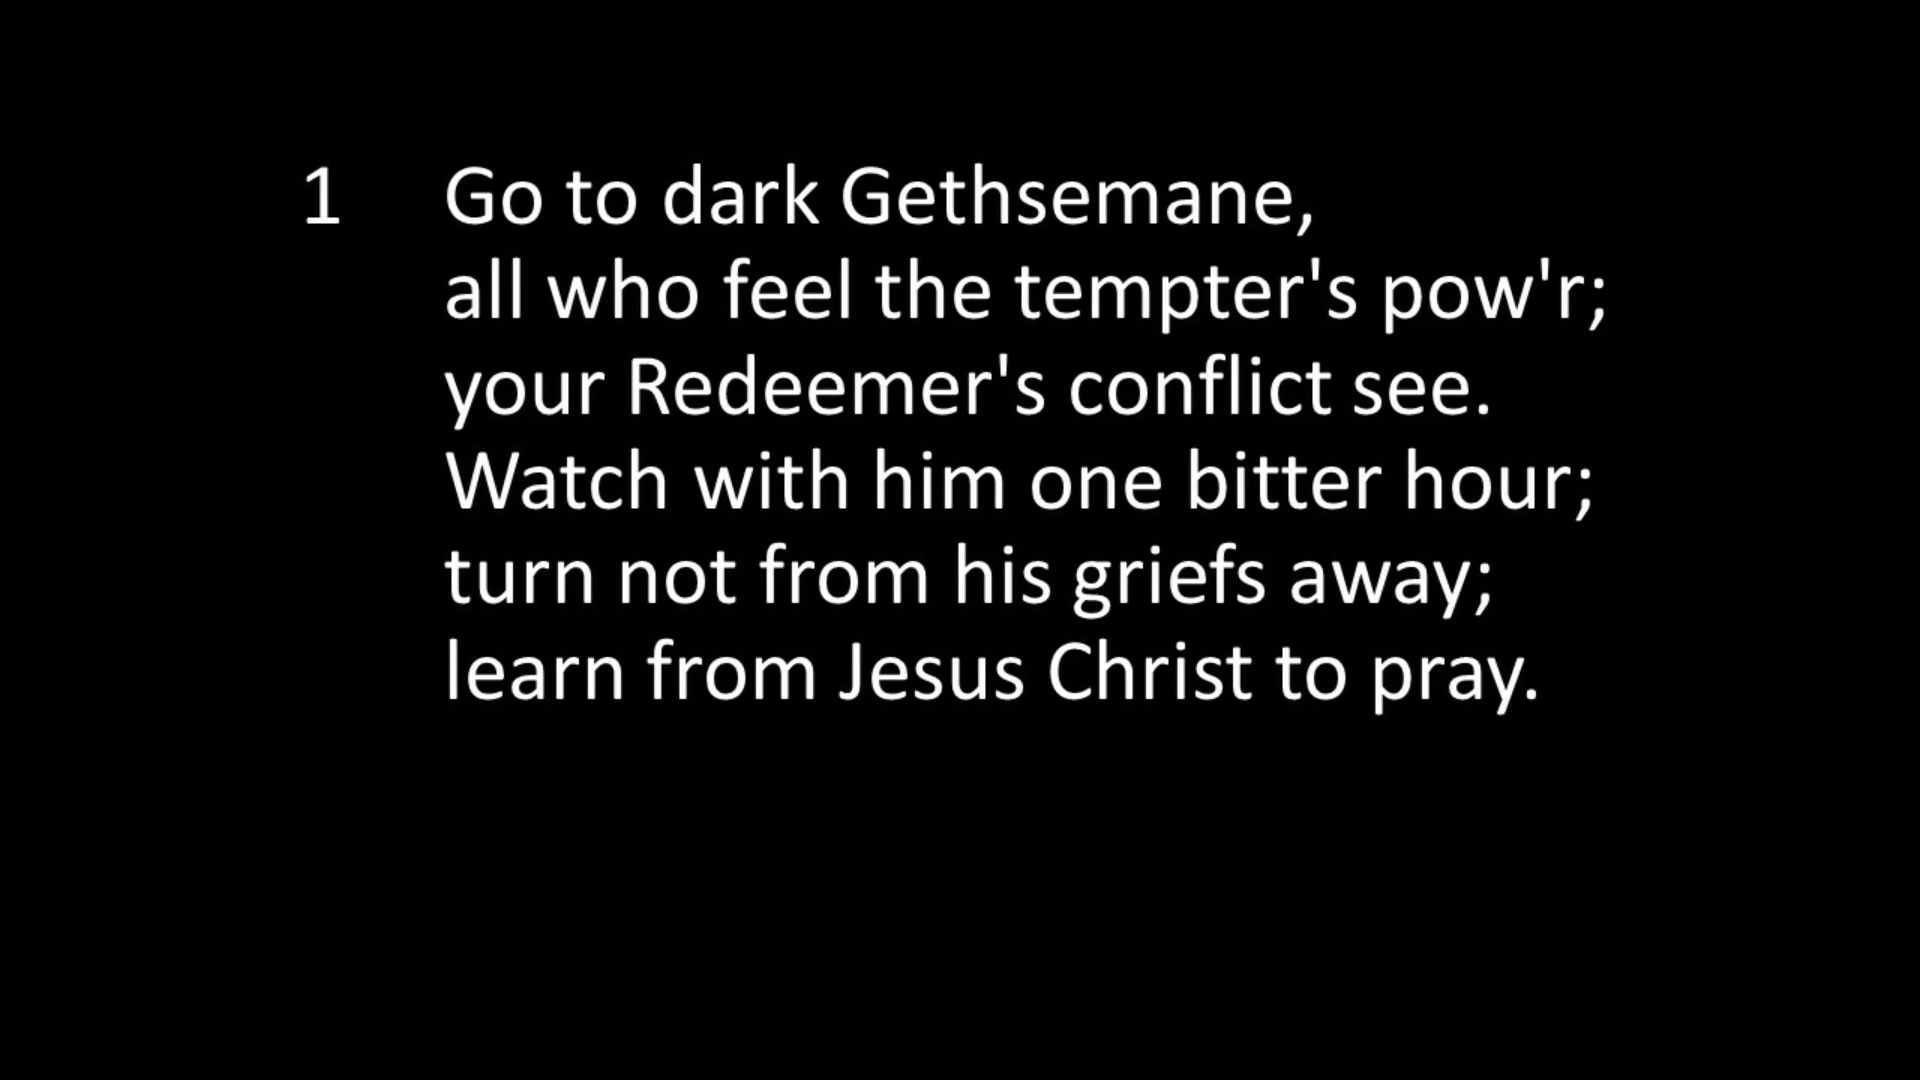 1 Go to dark Gethsemane,
all who feel the tempter's pow'r;
your Redeemer's conflict see.
Watch with him one bitter hour;
turn not from his griefs away;
learn from Jesus Christ to pray.